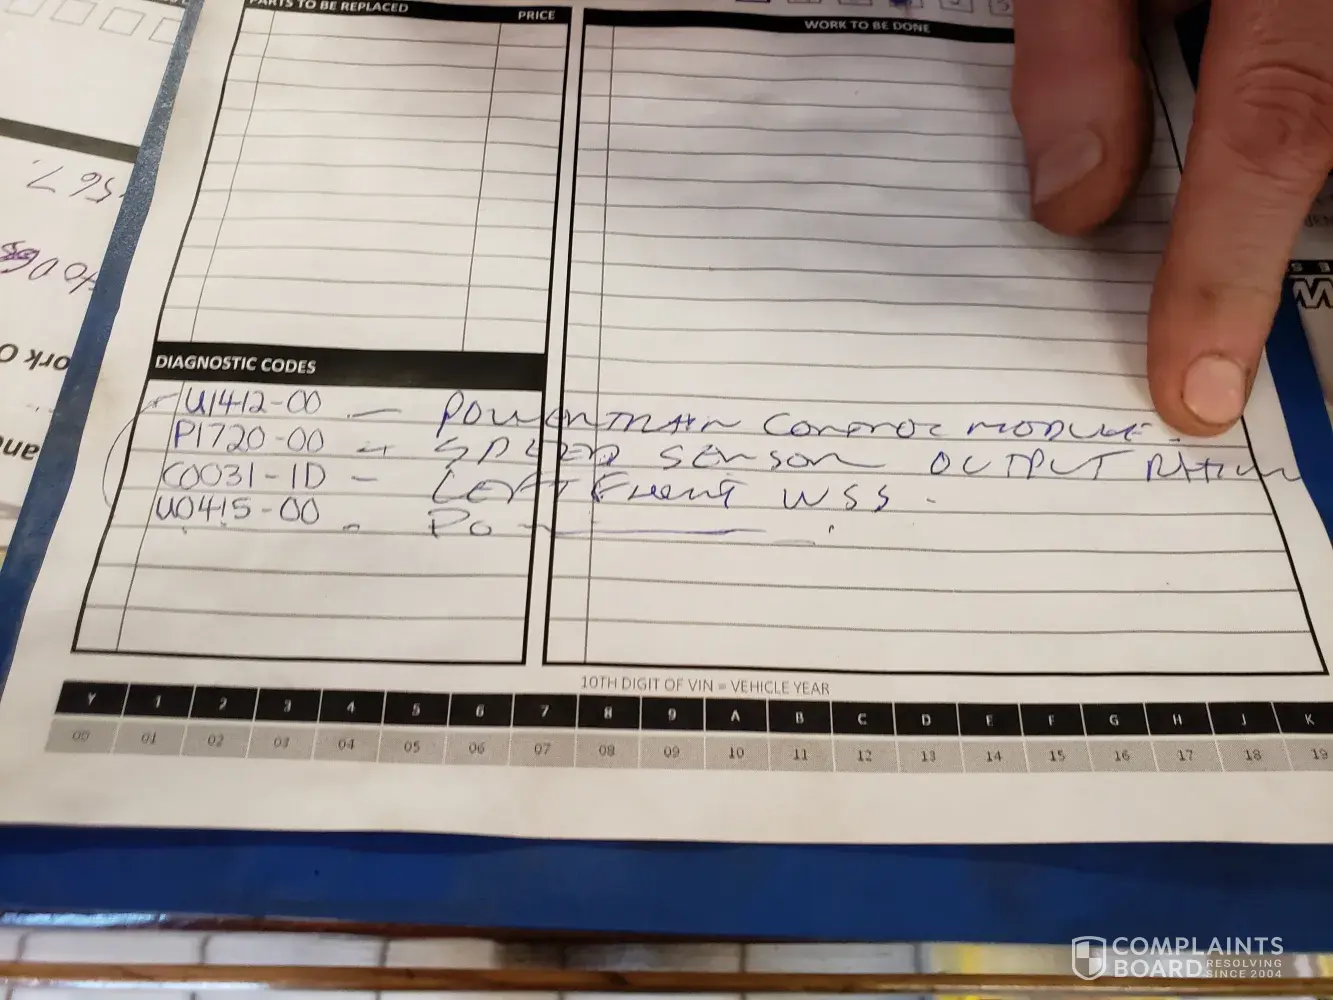 PARTS TO BE REPLACED PRICE
WORK TO BE DONE
DIAGNOSTIC CODES
U1412-00 - POWERTRAIN CONTROL MODULE.
P1720-00 - SPEED SENSOR OUTPUT
C0031-1D - LEFT FRONT WSS -
U0415-00 - Po
10TH DIGIT OF VIN = VEHICLE YEAR
Y 1 2 3 4 5 6 7 8 9 A B C D E F G H J K
00 01 02 03 04 05 06 07 08 09 10 11 12 13 14 15 16 17 18 19
COMPLAINTS
BOARD RESOLVING
SINCE 2004